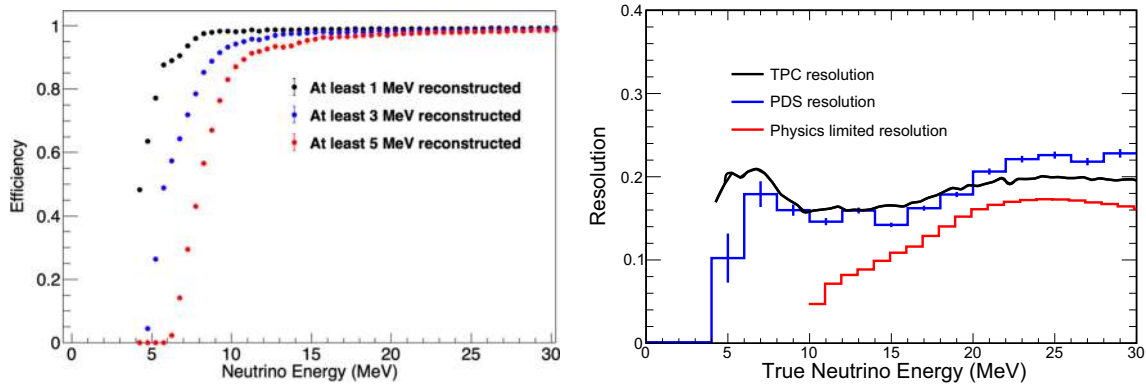 Efficiency
1
0.8
0.6
0.4
0.2
0
At least 1 MeV reconstructed
At least 3 MeV reconstructed
At least 5 MeV reconstructed
0 5 10 15 20 25 30
Neutrino Energy (MeV)
Resolution
0.4
0.3
0.2
0.1
0.0
TPC resolution
PDS resolution
Physics limited resolution
0 5 10 15 20 25 30
True Neutrino Energy (MeV)